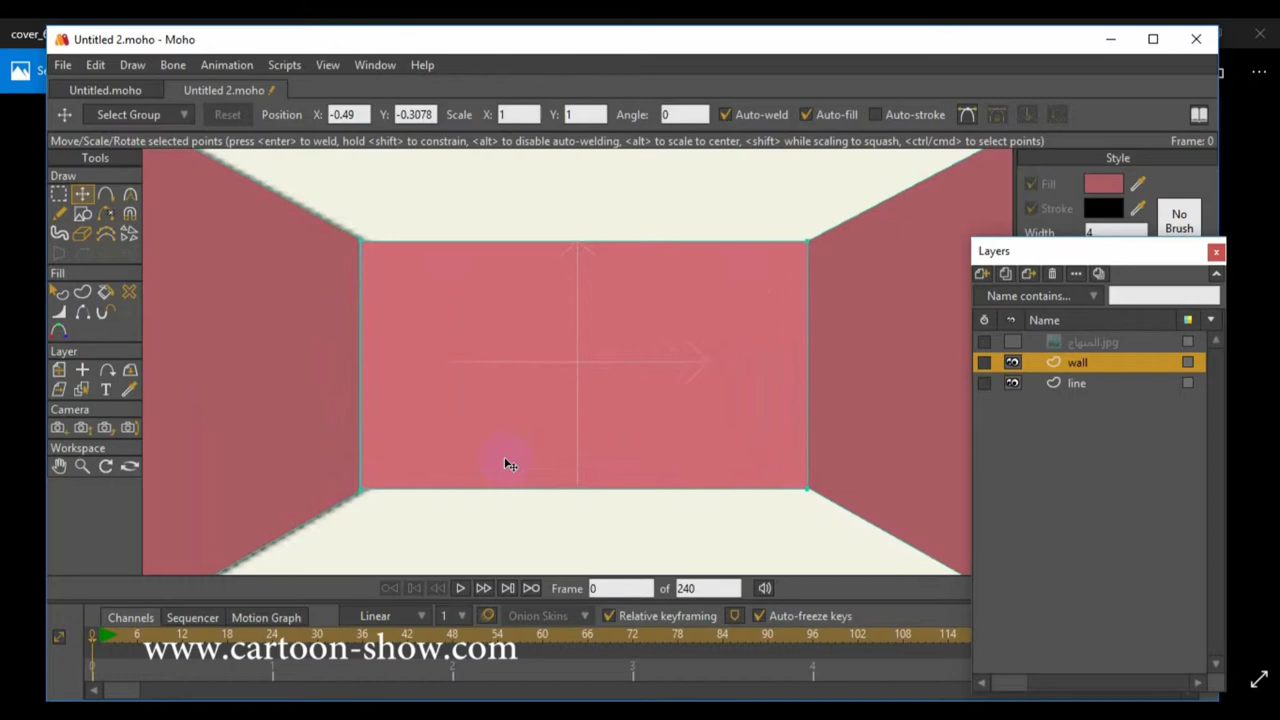 cover_
Se
Untitled 2.moho - Moho
File Edit Draw Bone Animation Scripts View Window Help
Untitled.moho Untitled 2.moho
Select Group Reset Position X: -0.49 Y: -0.3078 Scale X: 1 Y: 1 Angle: 0 Auto-weld Auto-fill Auto-stroke
Move/Scale/Rotate selected points (press <enter> to weld, hold <shift> to constrain, <alt> to disable auto-welding, <alt> to scale to center, <shift> while scaling to squash, <ctrl/cmd> to select points) Frame: 0
Tools
Draw
Fill
Layer
Camera
Workspace
Style
Fill
Stroke
Width 4
No
Brush
Layers
Name contains...
Name
المنهاج.jpg
wall
line
Frame 0 of 240
Channels Sequencer Motion Graph Linear 1 Onion Skins Relative keyframing Auto-freeze keys
0 6 12 18 24 30 36 42 48 54 60 66 72 78 84 90 96 102 108 114
0 1 2 3 4
www.cartoon-show.com